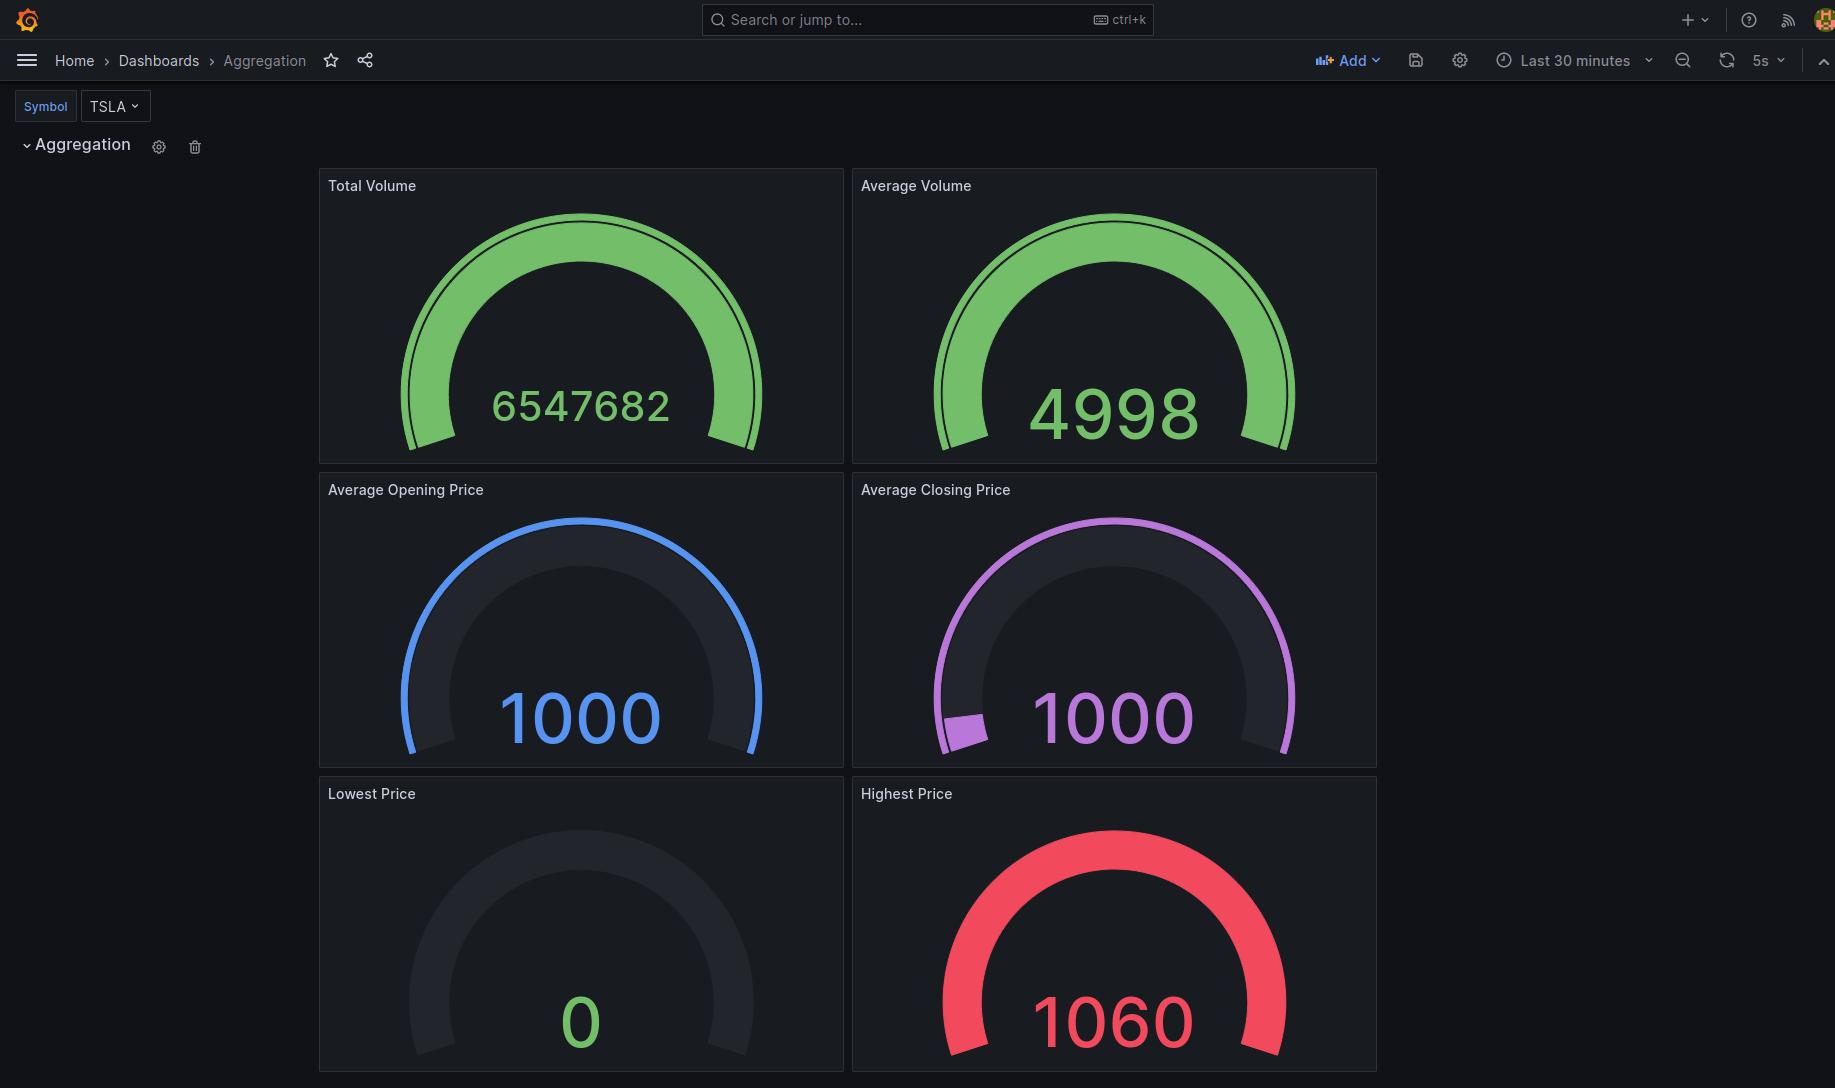 Search or jump to... ctrl+k
Home > Dashboards > Aggregation Add Last 30 minutes 5s
Symbol TSLA
Aggregation
Total Volume
6547682
Average Volume
4998
Average Opening Price
1000
Average Closing Price
1000
Lowest Price
0
Highest Price
1060